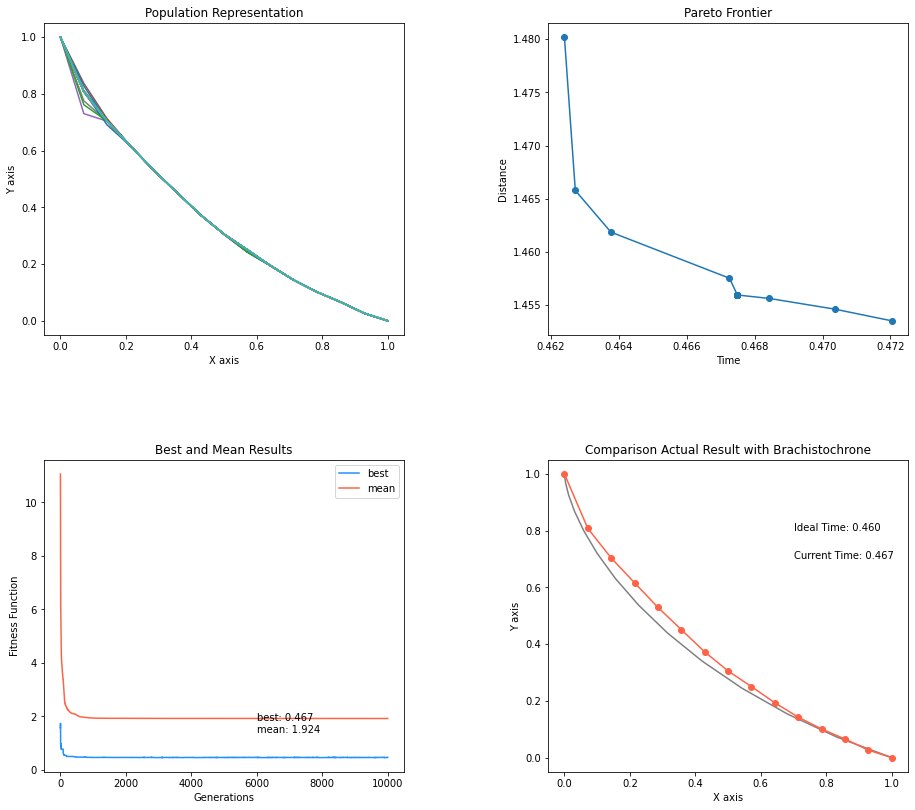 Population Representation
1.0
0.8
0.6
0.4
0.2
0.0
Y axis
0.0 0.2 0.4 0.6 0.8 1.0
X axis
Pareto Frontier
1.480
1.475
1.470
1.465
1.460
1.455
Distance
0.462 0.464 0.466 0.468 0.470 0.472
Time
Best and Mean Results
best
mean
10
8
6
4
2
0
Fitness Function
best: 0.467
mean: 1.924
0 2000 4000 6000 8000 10000
Generations
Comparison Actual Result with Brachistochrone
1.0
0.8
0.6
0.4
0.2
0.0
Y axis
Ideal Time: 0.460
Current Time: 0.467
0.0 0.2 0.4 0.6 0.8 1.0
X axis